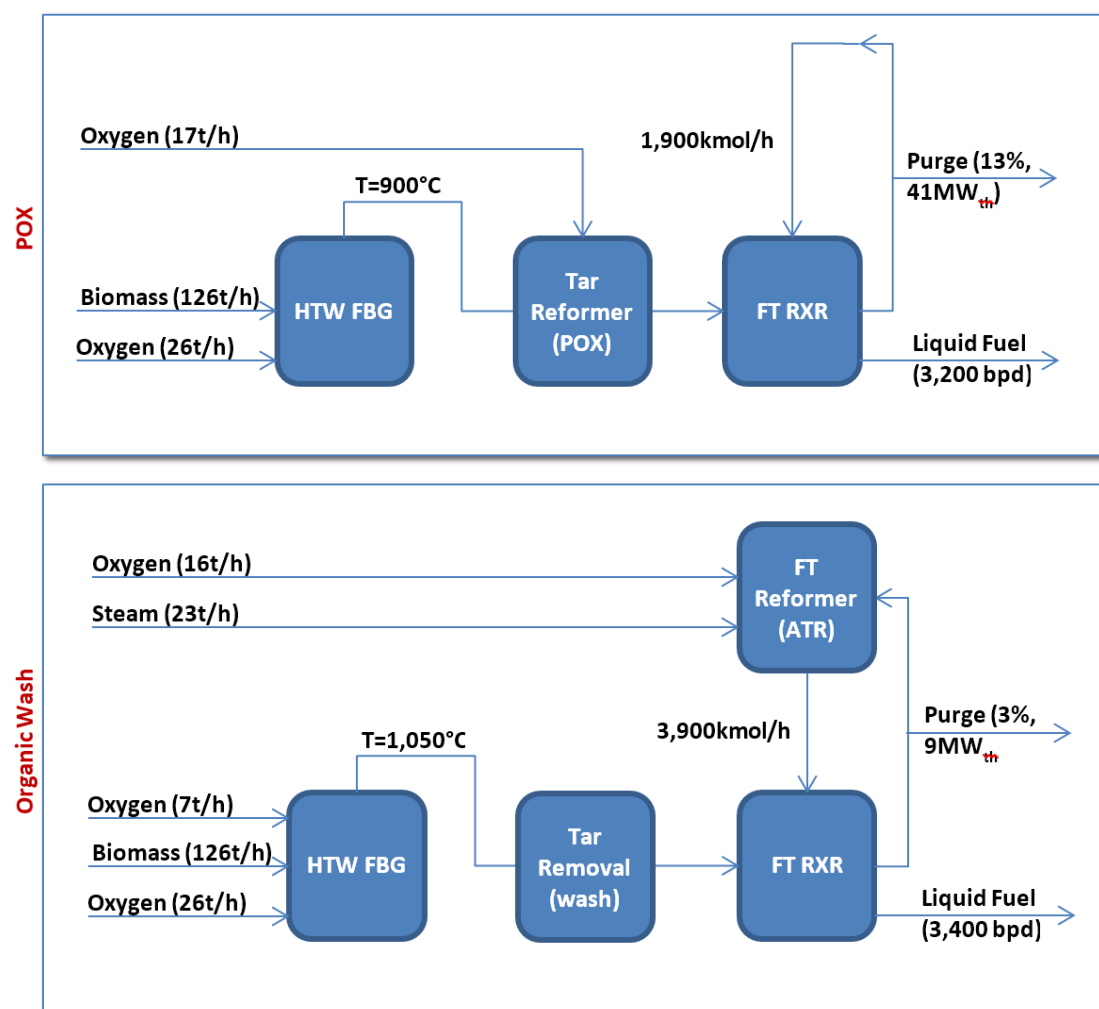 POX
Oxygen (17t/h)
T=900°C
1,900kmol/h
Purge (13%,
41MWth)
Biomass (126t/h)
Oxygen (26t/h)
HTW FBG
Tar
Reformer
(POX)
FT RXR
Liquid Fuel
(3,200 bpd)
Organic Wash
Oxygen (16t/h)
Steam (23t/h)
FT
Reformer
(ATR)
T=1,050°C
3,900kmol/h
Purge (3%,
9MWth
Oxygen (7t/h)
Biomass (126t/h)
Oxygen (26t/h)
HTW FBG
Tar
Removal
(wash)
FT RXR
Liquid Fuel
(3,400 bpd)